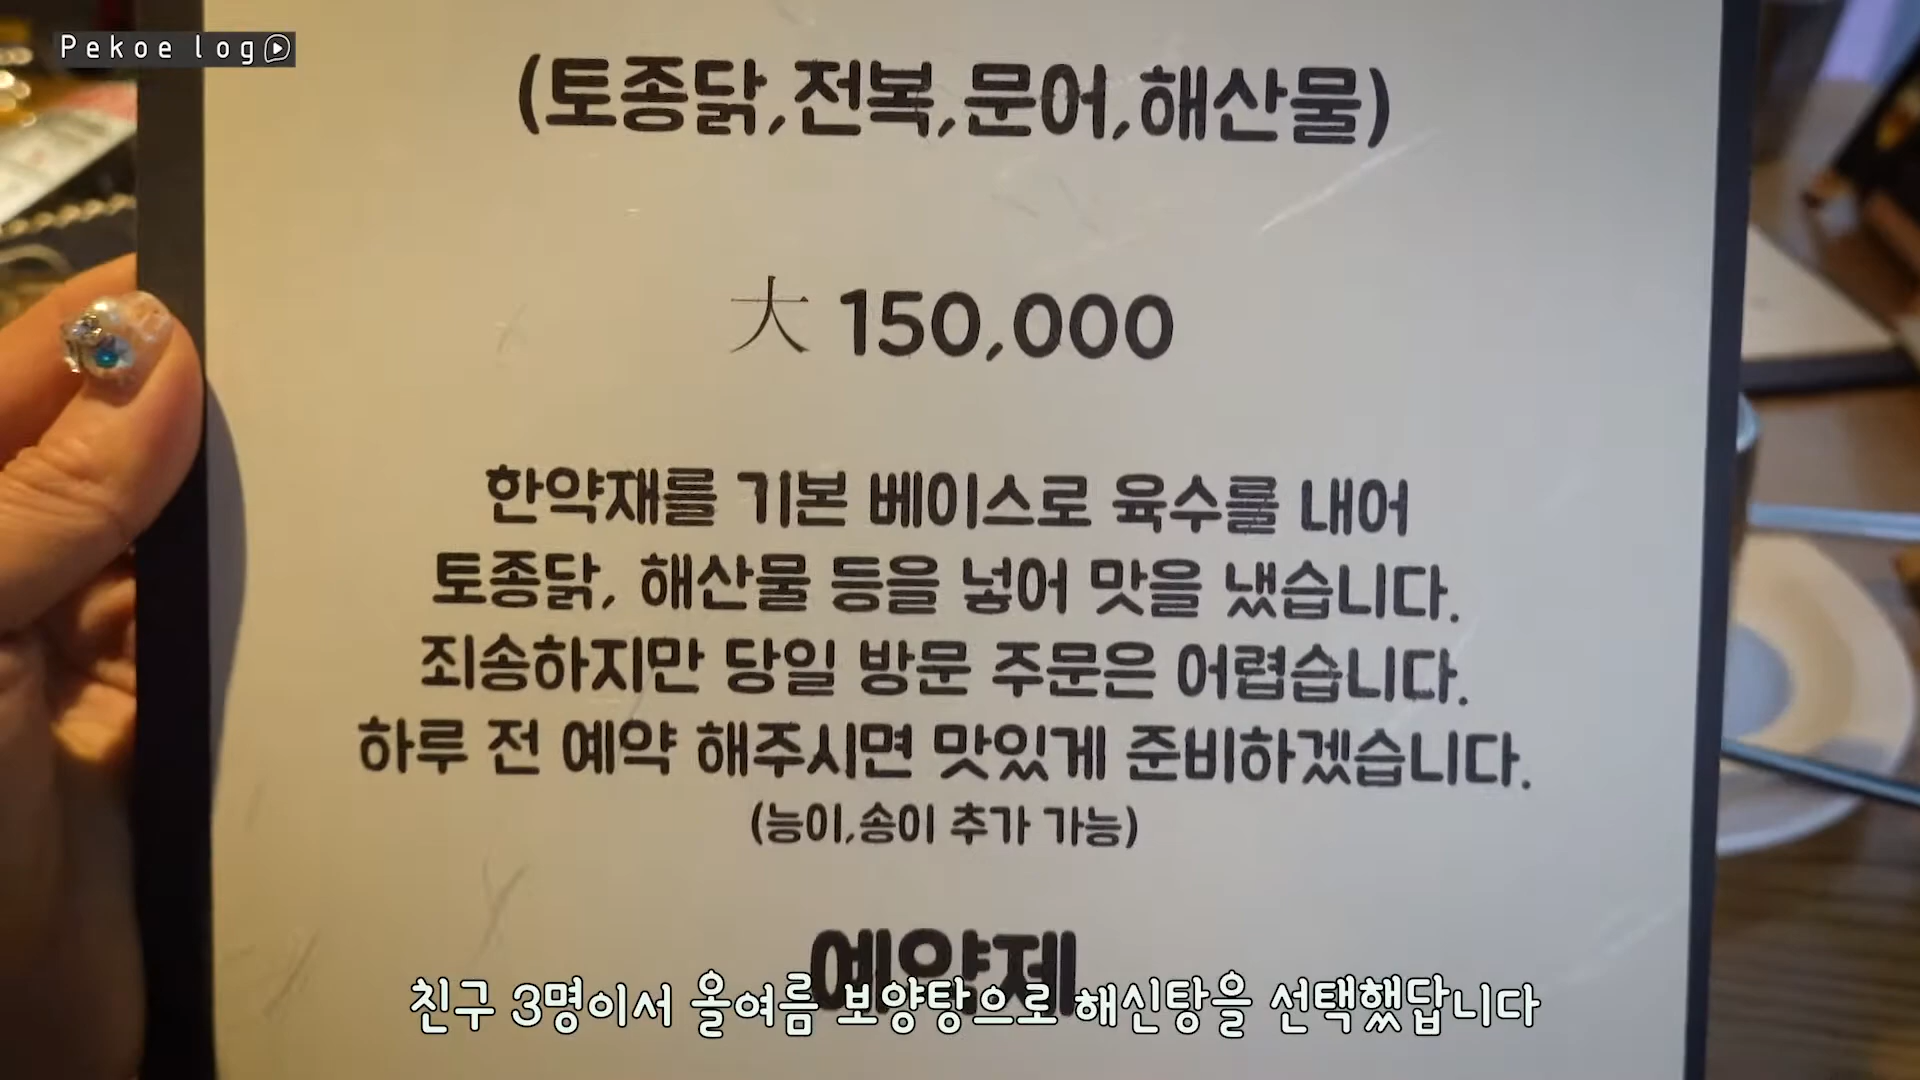 Pekoe log
(토종닭,전복,문어,해산물)
大 150,000
한약재를 기본 베이스로 육수를 내어
토종닭, 해산물 등을 넣어 맛을 냈습니다.
죄송하지만 당일 방문 주문은 어렵습니다.
하루 전 예약 해주시면 맛있게 준비하겠습니다.
(능이,송이 추가 가능)
예약제
친구 3명이서 올여름 보양탕으로 해신탕을 선택했답니다